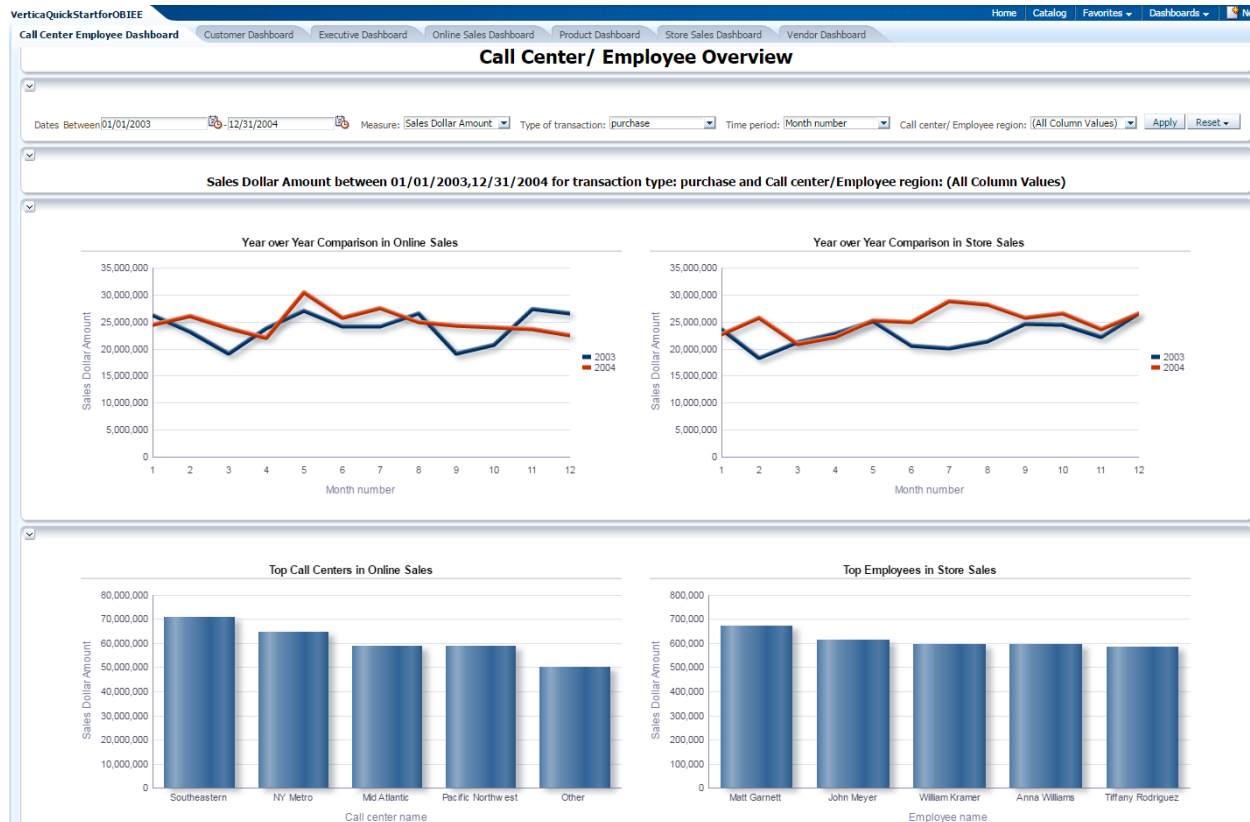 VerticaQuickStartforOBIEE
Home Catalog Favorites Dashboards
Call Center Employee Dashboard Customer Dashboard Executive Dashboard Online Sales Dashboard Product Dashboard Store Sales Dashboard Vendor Dashboard
Call Center/ Employee Overview
Dates Between 01/01/2003 - 12/31/2004 Measure: Sales Dollar Amount Type of transaction: purchase Time period: Month number Call center/ Employee region: (All Column Values) Apply Reset
Sales Dollar Amount between 01/01/2003,12/31/2004 for transaction type: purchase and Call center/Employee region: (All Column Values)
Year over Year Comparison in Online Sales
35,000,000
30,000,000
25,000,000
20,000,000
15,000,000
10,000,000
5,000,000
0
Sales Dollar Amount
1 2 3 4 5 6 7 8 9 10 11 12
Month number
2003
2004
Year over Year Comparison in Store Sales
35,000,000
30,000,000
25,000,000
20,000,000
15,000,000
10,000,000
5,000,000
0
Sales Dollar Amount
1 2 3 4 5 6 7 8 9 10 11 12
Month number
2003
2004
Top Call Centers in Online Sales
80,000,000
70,000,000
60,000,000
50,000,000
40,000,000
30,000,000
20,000,000
10,000,000
0
Sales Dollar Amount
Southeastern NY Metro Mid Atlantic Pacific Northwest Other
Call center name
Top Employees in Store Sales
800,000
700,000
600,000
500,000
400,000
300,000
200,000
100,000
0
Sales Dollar Amount
Matt Garnett John Meyer William Kramer Anna Williams Tiffany Rodriguez
Employee name